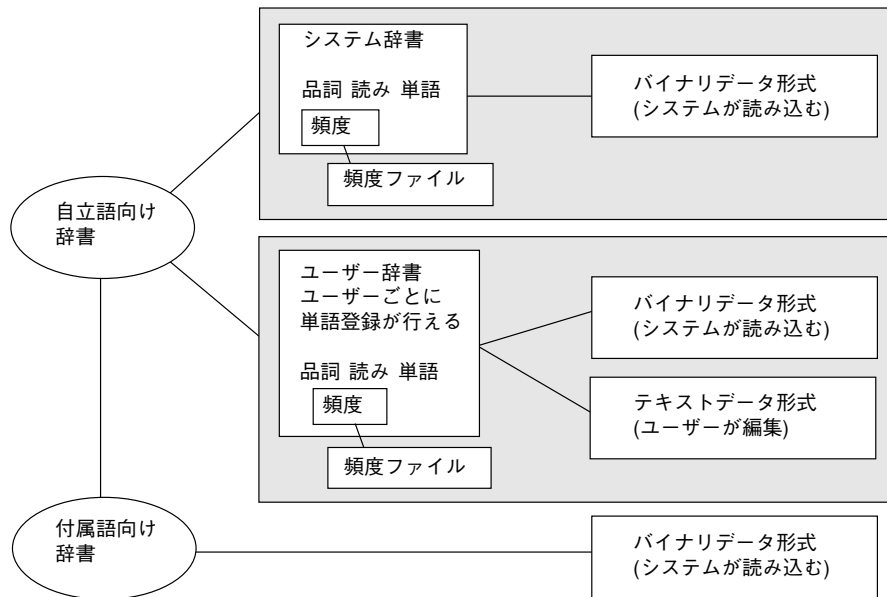 システム辞書
品詞 読み 単語
頻度
頻度ファイル
バイナリデータ形式
(システムが読み込む)
自立語向け
辞書
ユーザー辞書
ユーザーごとに
単語登録が行える
品詞 読み 単語
頻度
頻度ファイル
バイナリデータ形式
(システムが読み込む)
テキストデータ形式
(ユーザーが編集)
付属語向け
辞書
バイナリデータ形式
(システムが読み込む)